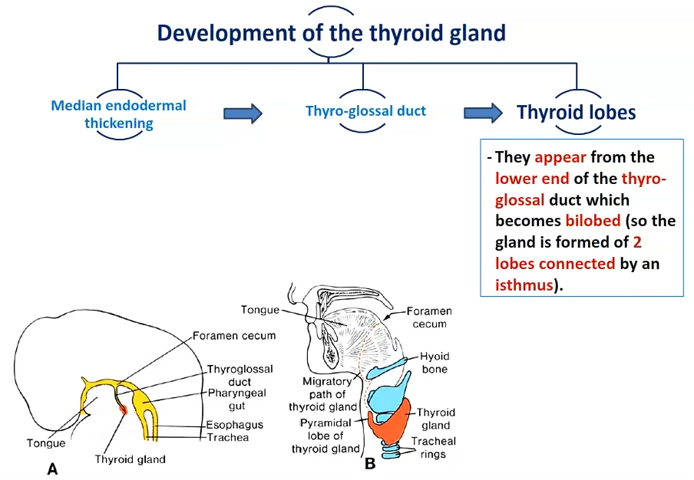 Development of the thyroid gland
Median endodermal
thickening
Thyro-glossal duct
Thyroid lobes
- They appear from the
lower end of the thyro-
glossal duct which
becomes bilobed (so the
gland is formed of 2
lobes connected by an
isthmus).
Foramen cecum
Thyroglossal
duct
Pharyngeal
gut
Esophagus
Trachea
Tongue
Thyroid gland
A
Tongue
Foramen
cecum
Hyoid
bone
Migratory
path of
thyroid gland
Pyramidal
lobe of
thyroid gland
Thyroid
gland
Tracheal
rings
B